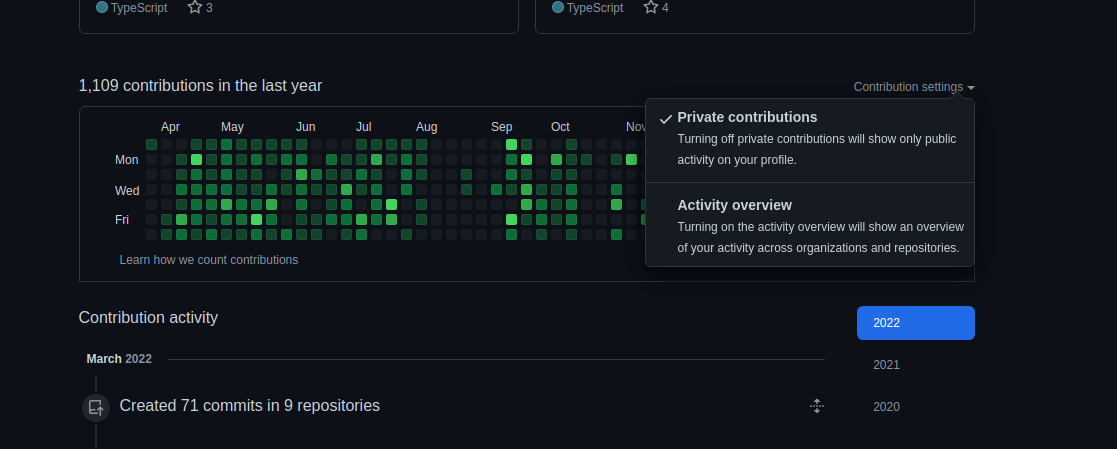 TypeScript 3
TypeScript 4
1,109 contributions in the last year
Contribution settings
Apr May Jun Jul Aug Sep Oct Nov
Mon
Wed
Fri
Learn how we count contributions
Private contributions
Turning off private contributions will show only public
activity on your profile.
Activity overview
Turning on the activity overview will show an overview
of your activity across organizations and repositories.
Contribution activity
2022
2021
2020
March 2022
Created 71 commits in 9 repositories